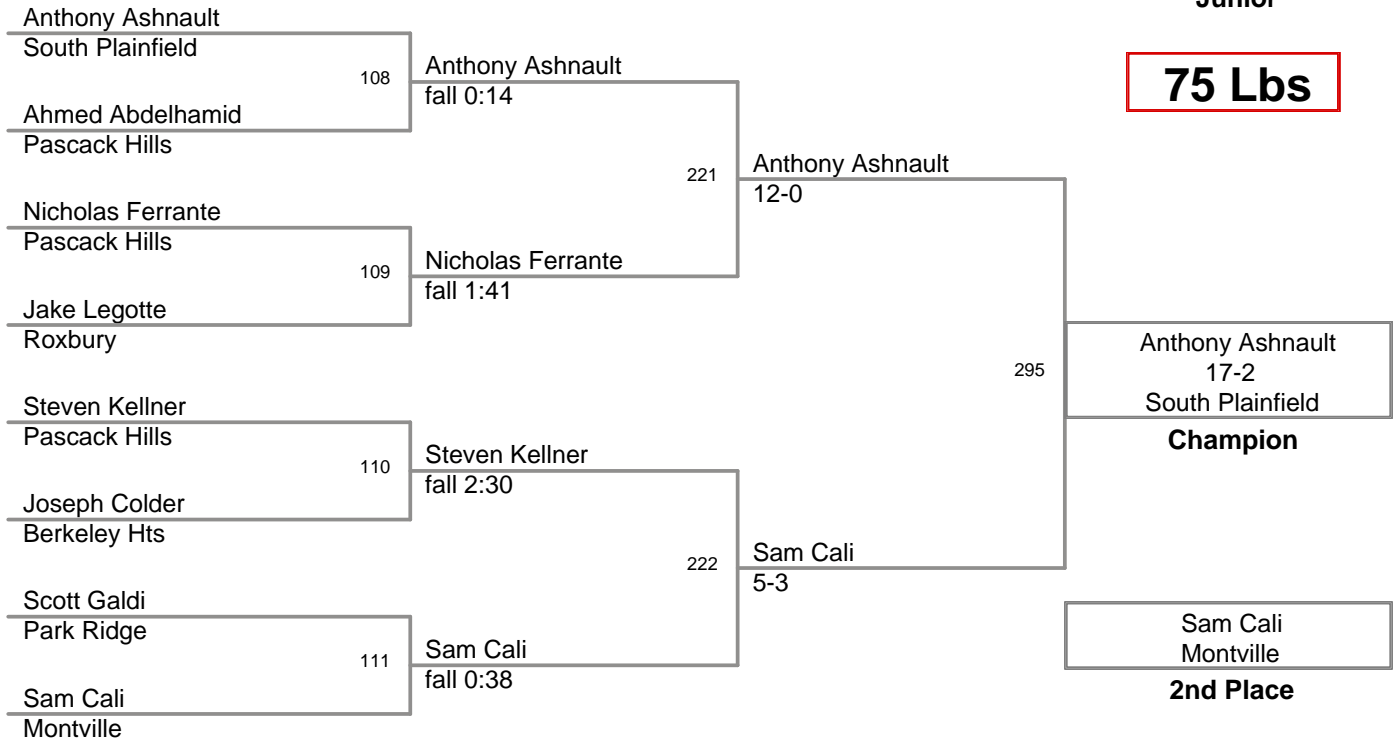 Junior
75 Lbs
Anthony Ashnault
South Plainfield
108
Ahmed Abdelhamid
Pascack Hills
Anthony Ashnault
fall 0:14
221
Nicholas Ferrante
Pascack Hills
109
Jake Legotte
Roxbury
Nicholas Ferrante
fall 1:41
Anthony Ashnault
12-0
295
Steven Kellner
Pascack Hills
110
Joseph Colder
Berkeley Hts
Steven Kellner
fall 2:30
222
Scott Galdi
Park Ridge
111
Sam Cali
Montville
Sam Cali
fall 0:38
Sam Cali
5-3
Anthony Ashnault
17-2
South Plainfield
Champion
Sam Cali
Montville
2nd Place